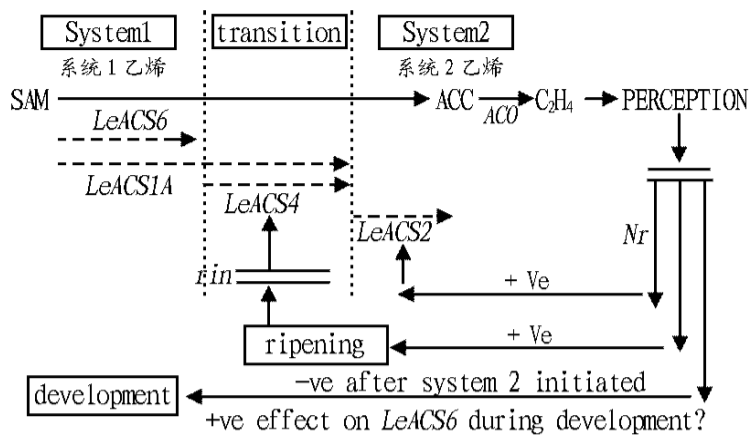 System1 transition System2
系统1乙烯 系统2乙烯
SAM ACC ACO C₂H₄ PERCEPTION
LeACS6
LeACS1A
LeACS4
LeACS2
Nr
rin
+ Ve
+ Ve
ripening
-ve after system 2 initiated
development
+ve effect on LeACS6 during development?